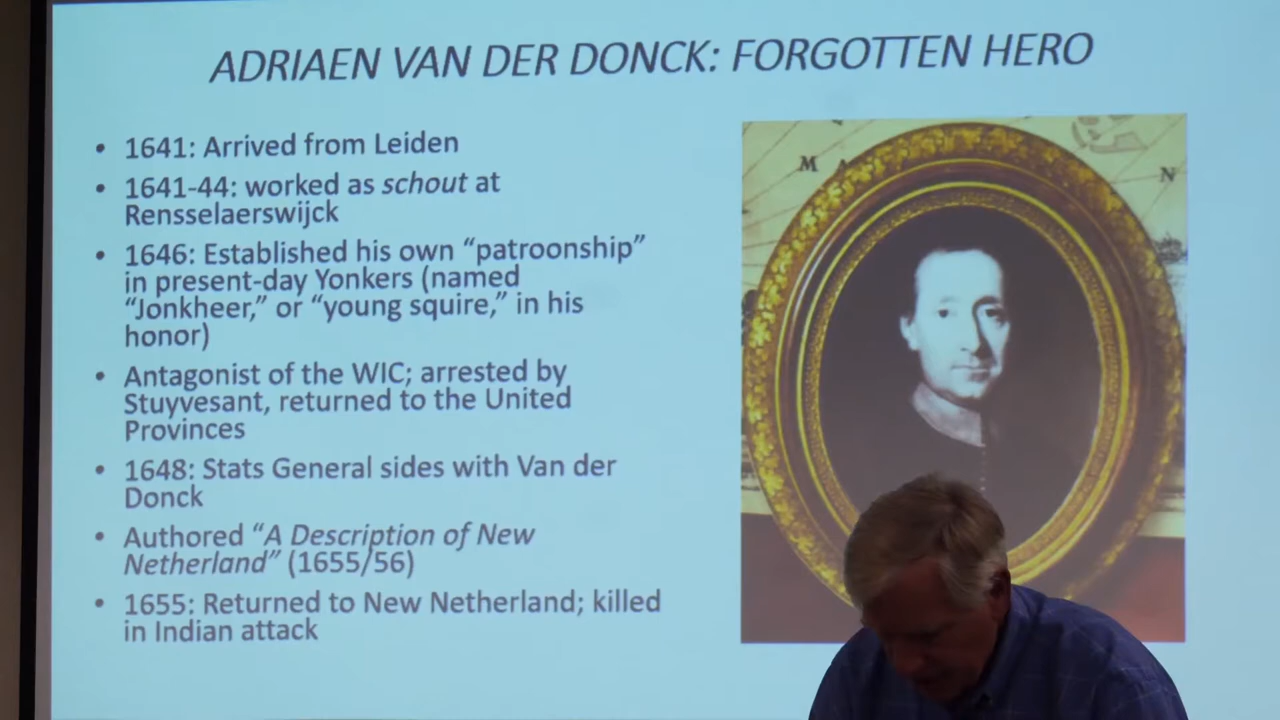 ADRIAEN VAN DER DONCK: FORGOTTEN HERO
• 1641: Arrived from Leiden
• 1641-44: worked as schout at
Rensselaerswijck
• 1646: Established his own “patroonship”
in present-day Yonkers (named
“Jonkheer,” or “young squire,” in his
honor)
• Antagonist of the WIC; arrested by
Stuyvesant, returned to the United
Provinces
• 1648: Stats General sides with Van der
Donck
• Authored “A Description of New
Netherland” (1655/56)
• 1655: Returned to New Netherland; killed
in Indian attack
M A
N